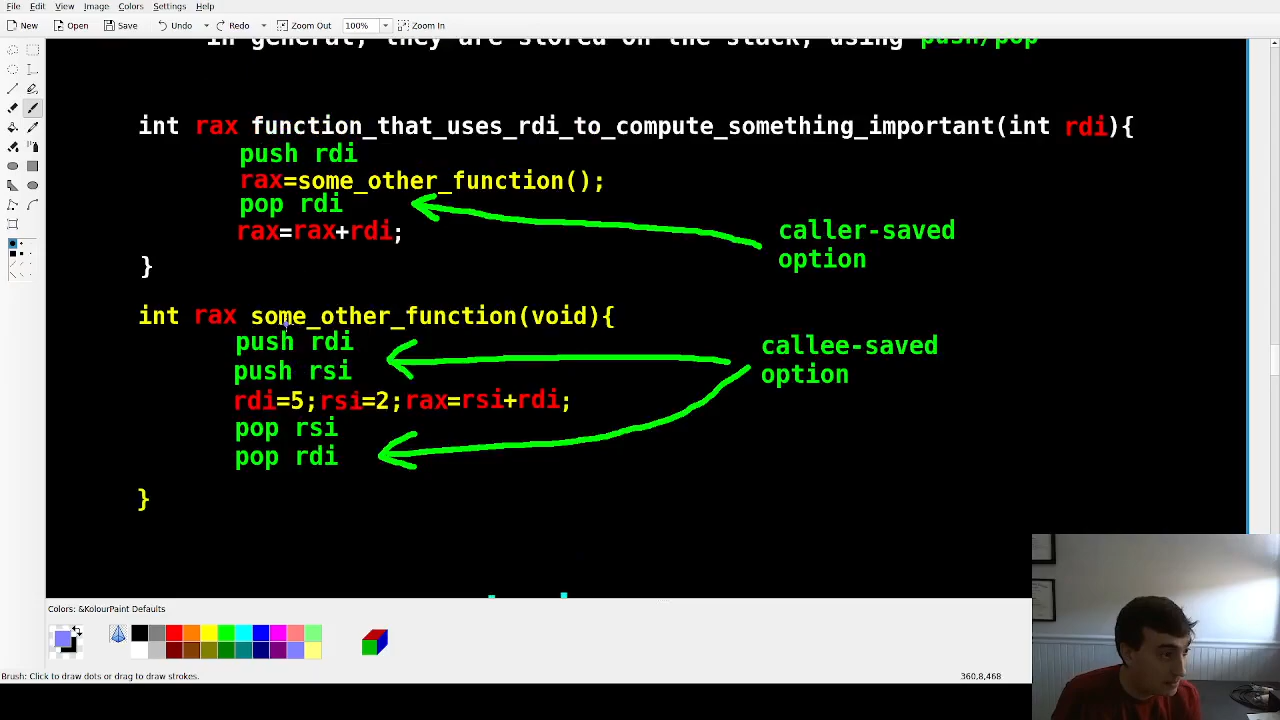 File Edit View Image Colors Settings Help
New Open Save Undo Redo Zoom Out 100% Zoom In
in general, they are stored on the stack, using push/pop
int rax function_that_uses_rdi_to_compute_something_important(int rdi){
push rdi
rax=some_other_function();
pop rdi
rax=rax+rdi;
}
caller-saved
option
int rax some_other_function(void){
push rdi
push rsi
rdi=5;rsi=2;rax=rsi+rdi;
pop rsi
pop rdi
}
callee-saved
option
Colors: &KolourPaint Defaults
Brush: Click to draw dots or drag to draw strokes.
360,8,468